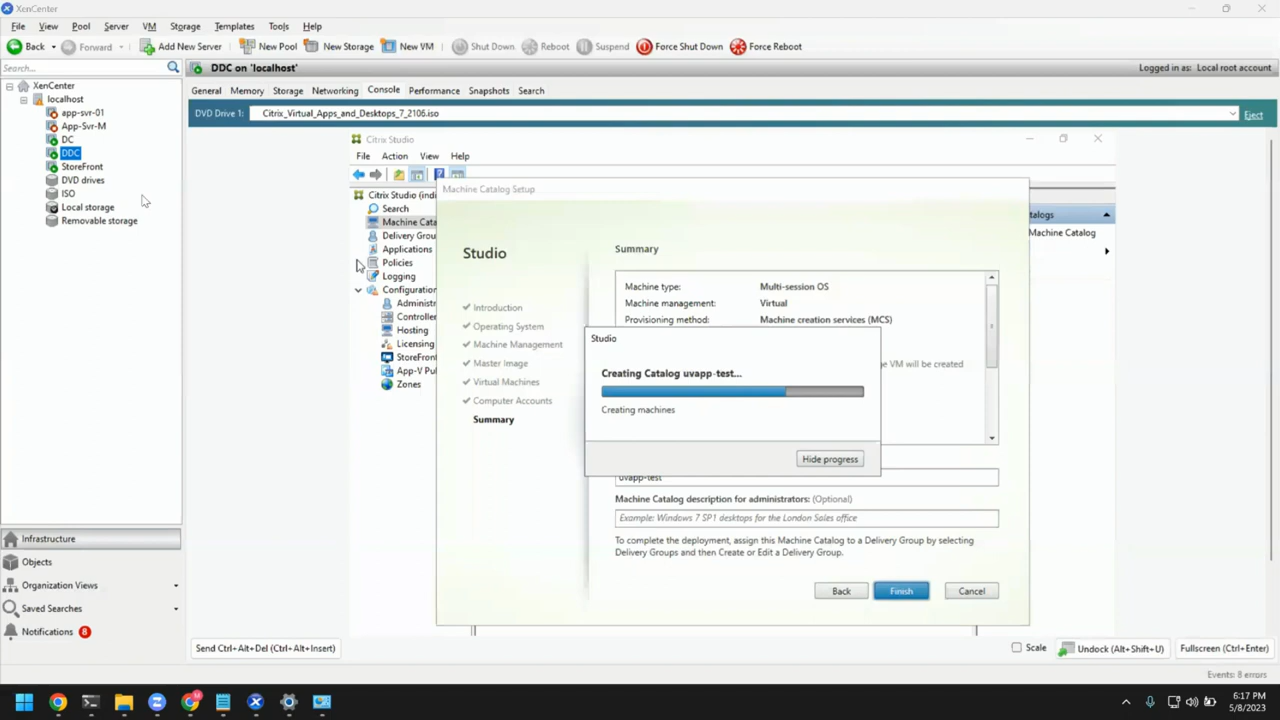 XenCenter
File View Pool Server VM Storage Templates Tools Help
Back Forward Add New Server New Pool New Storage New VM Shut Down Reboot Suspend Force Shut Down Force Reboot
Search...
DDC on 'localhost'
Logged in as: Local root account
XenCenter
localhost
app-svr-01
App-Svr-M
DC
DDC
StoreFront
DVD drives
ISO
Local storage
Removable storage
General Memory Storage Networking Console Performance Snapshots Search
DVD Drive 1: Citrix_Virtual_Apps_and_Desktops_7_2106.iso Eject
Citrix Studio
File Action View Help
Citrix Studio (indi
Search
Machine Cata
Delivery Grou
Applications
Policies
Logging
Configuration
Administr
Controller
Hosting
Licensing
StoreFront
App-V Pul
Zones
Machine Catalog Setup
Studio
Introduction
Operating System
Machine Management
Master Image
Virtual Machines
Computer Accounts
Summary
Summary
Machine type: Multi-session OS
Machine management: Virtual
Provisioning method: Machine creation services (MCS)
ge VM will be created
Studio
Creating Catalog uvapp-test...
Creating machines
Hide progress
uvapp-test
Machine Catalog description for administrators: (Optional)
Example: Windows 7 SP1 desktops for the London Sales office
To complete the deployment, assign this Machine Catalog to a Delivery Group by selecting
Delivery Groups and then Create or Edit a Delivery Group.
Back Finish Cancel
talogs
Machine Catalog
Infrastructure
Objects
Organization Views
Saved Searches
Notifications 8
Send Ctrl+Alt+Del (Ctrl+Alt+Insert)
Scale Undock (Alt+Shift+U) Fullscreen (Ctrl+Enter)
Events: 8 errors
6:17 PM
5/8/2023